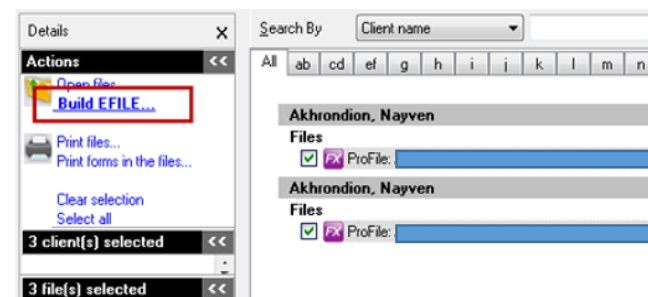 Details
X
Actions <<
Open files...
Build EFILE...
Print files...
Print forms in the files...
Clear selection
Select all
3 client(s) selected <<
3 file(s) selected <<
Search By Client name
All ab cd ef g h i j k l m n
Akhrondion, Nayven
Files
FX ProFile:
Akhrondion, Nayven
Files
FX ProFile: